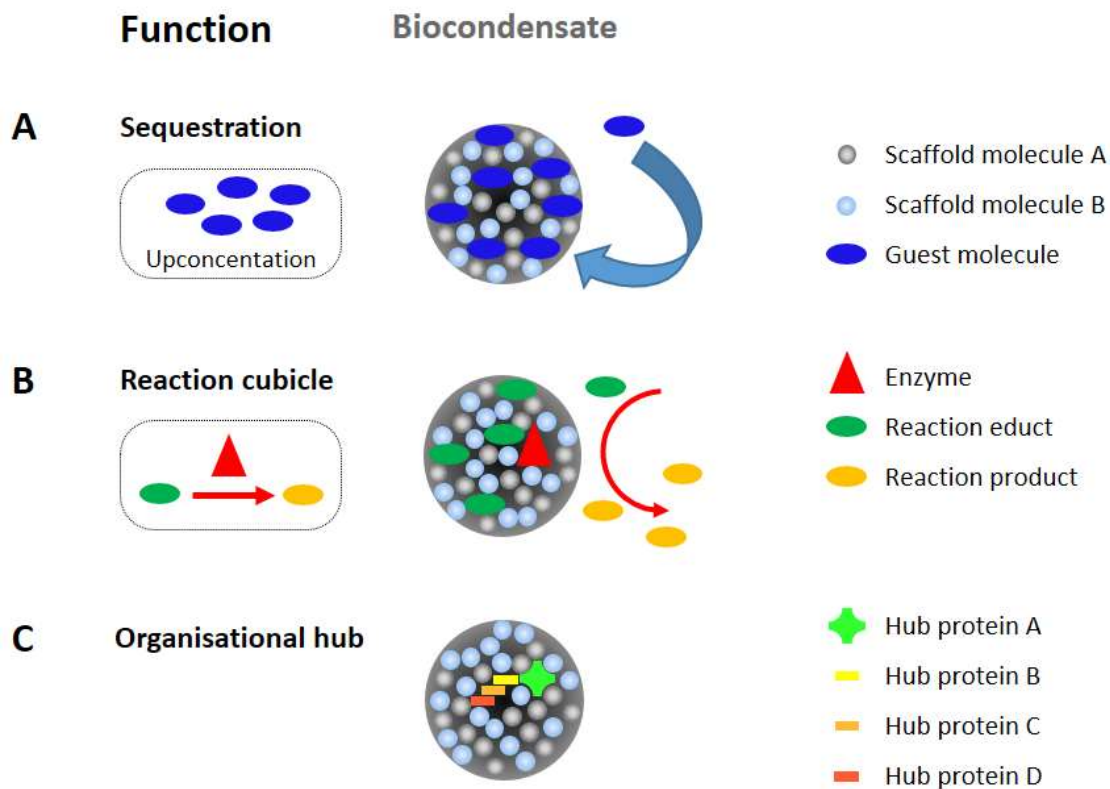 Function
Biocondensate
A
Sequestration
Upconcentation
Scaffold molecule A
Scaffold molecule B
Guest molecule
B
Reaction cubicle
Enzyme
Reaction educt
Reaction product
C
Organisational hub
Hub protein A
Hub protein B
Hub protein C
Hub protein D